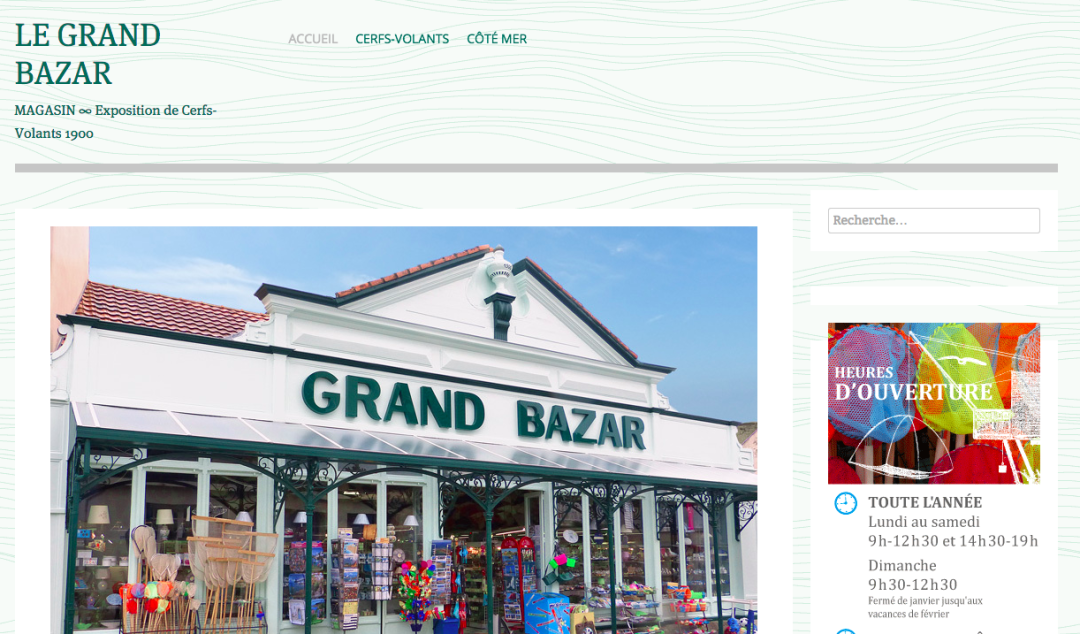 LE GRAND
BAZAR
MAGASIN ∞ Exposition de Cerfs-
Volants 1900
ACCUEIL
CERFS-VOLANTS
CÔTÉ MER
GRAND BAZAR
Recherche...
HEURES
D'OUVERTURE
TOUTE L'ANNÉE
Lundi au samedi
9h-12h30 et 14h30-19h
Dimanche
9h30-12h30
Fermé de janvier jusqu'aux
vacances de février